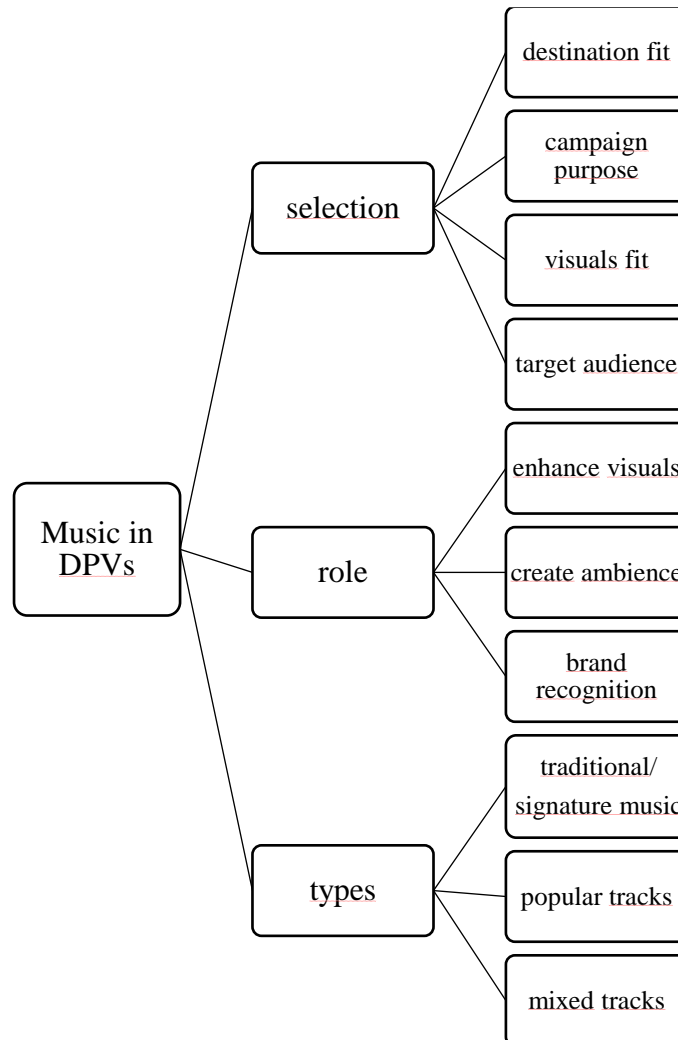 Music in
DPVs
selection
destination fit
campaign
purpose
visuals fit
target audience
role
enhance visuals
create ambience
brand
recognition
types
traditional/
signature music
popular tracks
mixed tracks